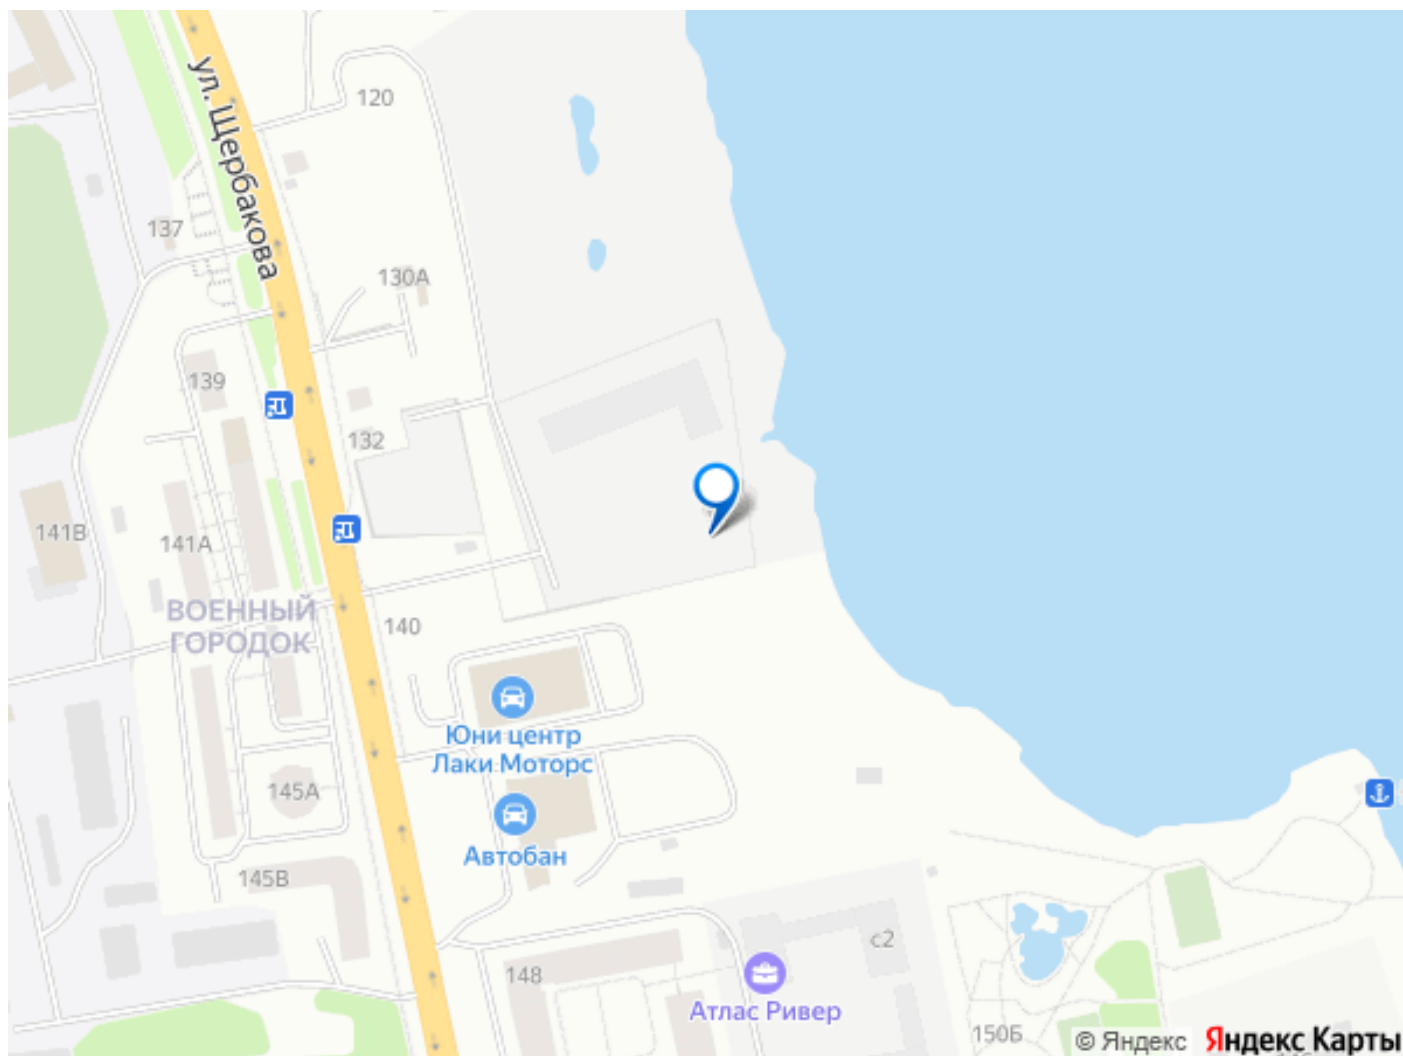 120
ул. Щербакова
137
130А
139
132
141В
141А
ВОЕННЫЙ
ГОРОДОК
140
Юни центр
Лаки Моторс
145А
Автобан
145В
с2
148
Атлас Ривер
150Б
© Яндекс
Яндекс Карты